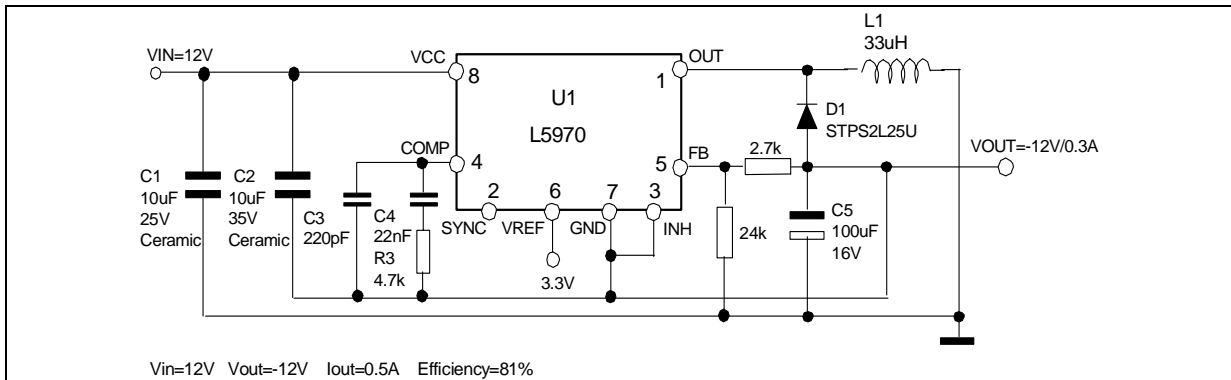 L1
33uH
VIN=12V
VCC
8
OUT
1
U1
L5970
D1
STPS2L25U
COMP
4
FB
5
2.7k
VOUT=-12V/0.3A
C1
10uF
25V
Ceramic
C2
10uF
35V
Ceramic
C3
220pF
C4
22nF
R3
4.7k
2
6
7
3
SYNC
VREF
GND
INH
3.3V
24k
C5
100uF
16V
Vin=12V Vout=-12V Iout=0.5A Efficiency=81%